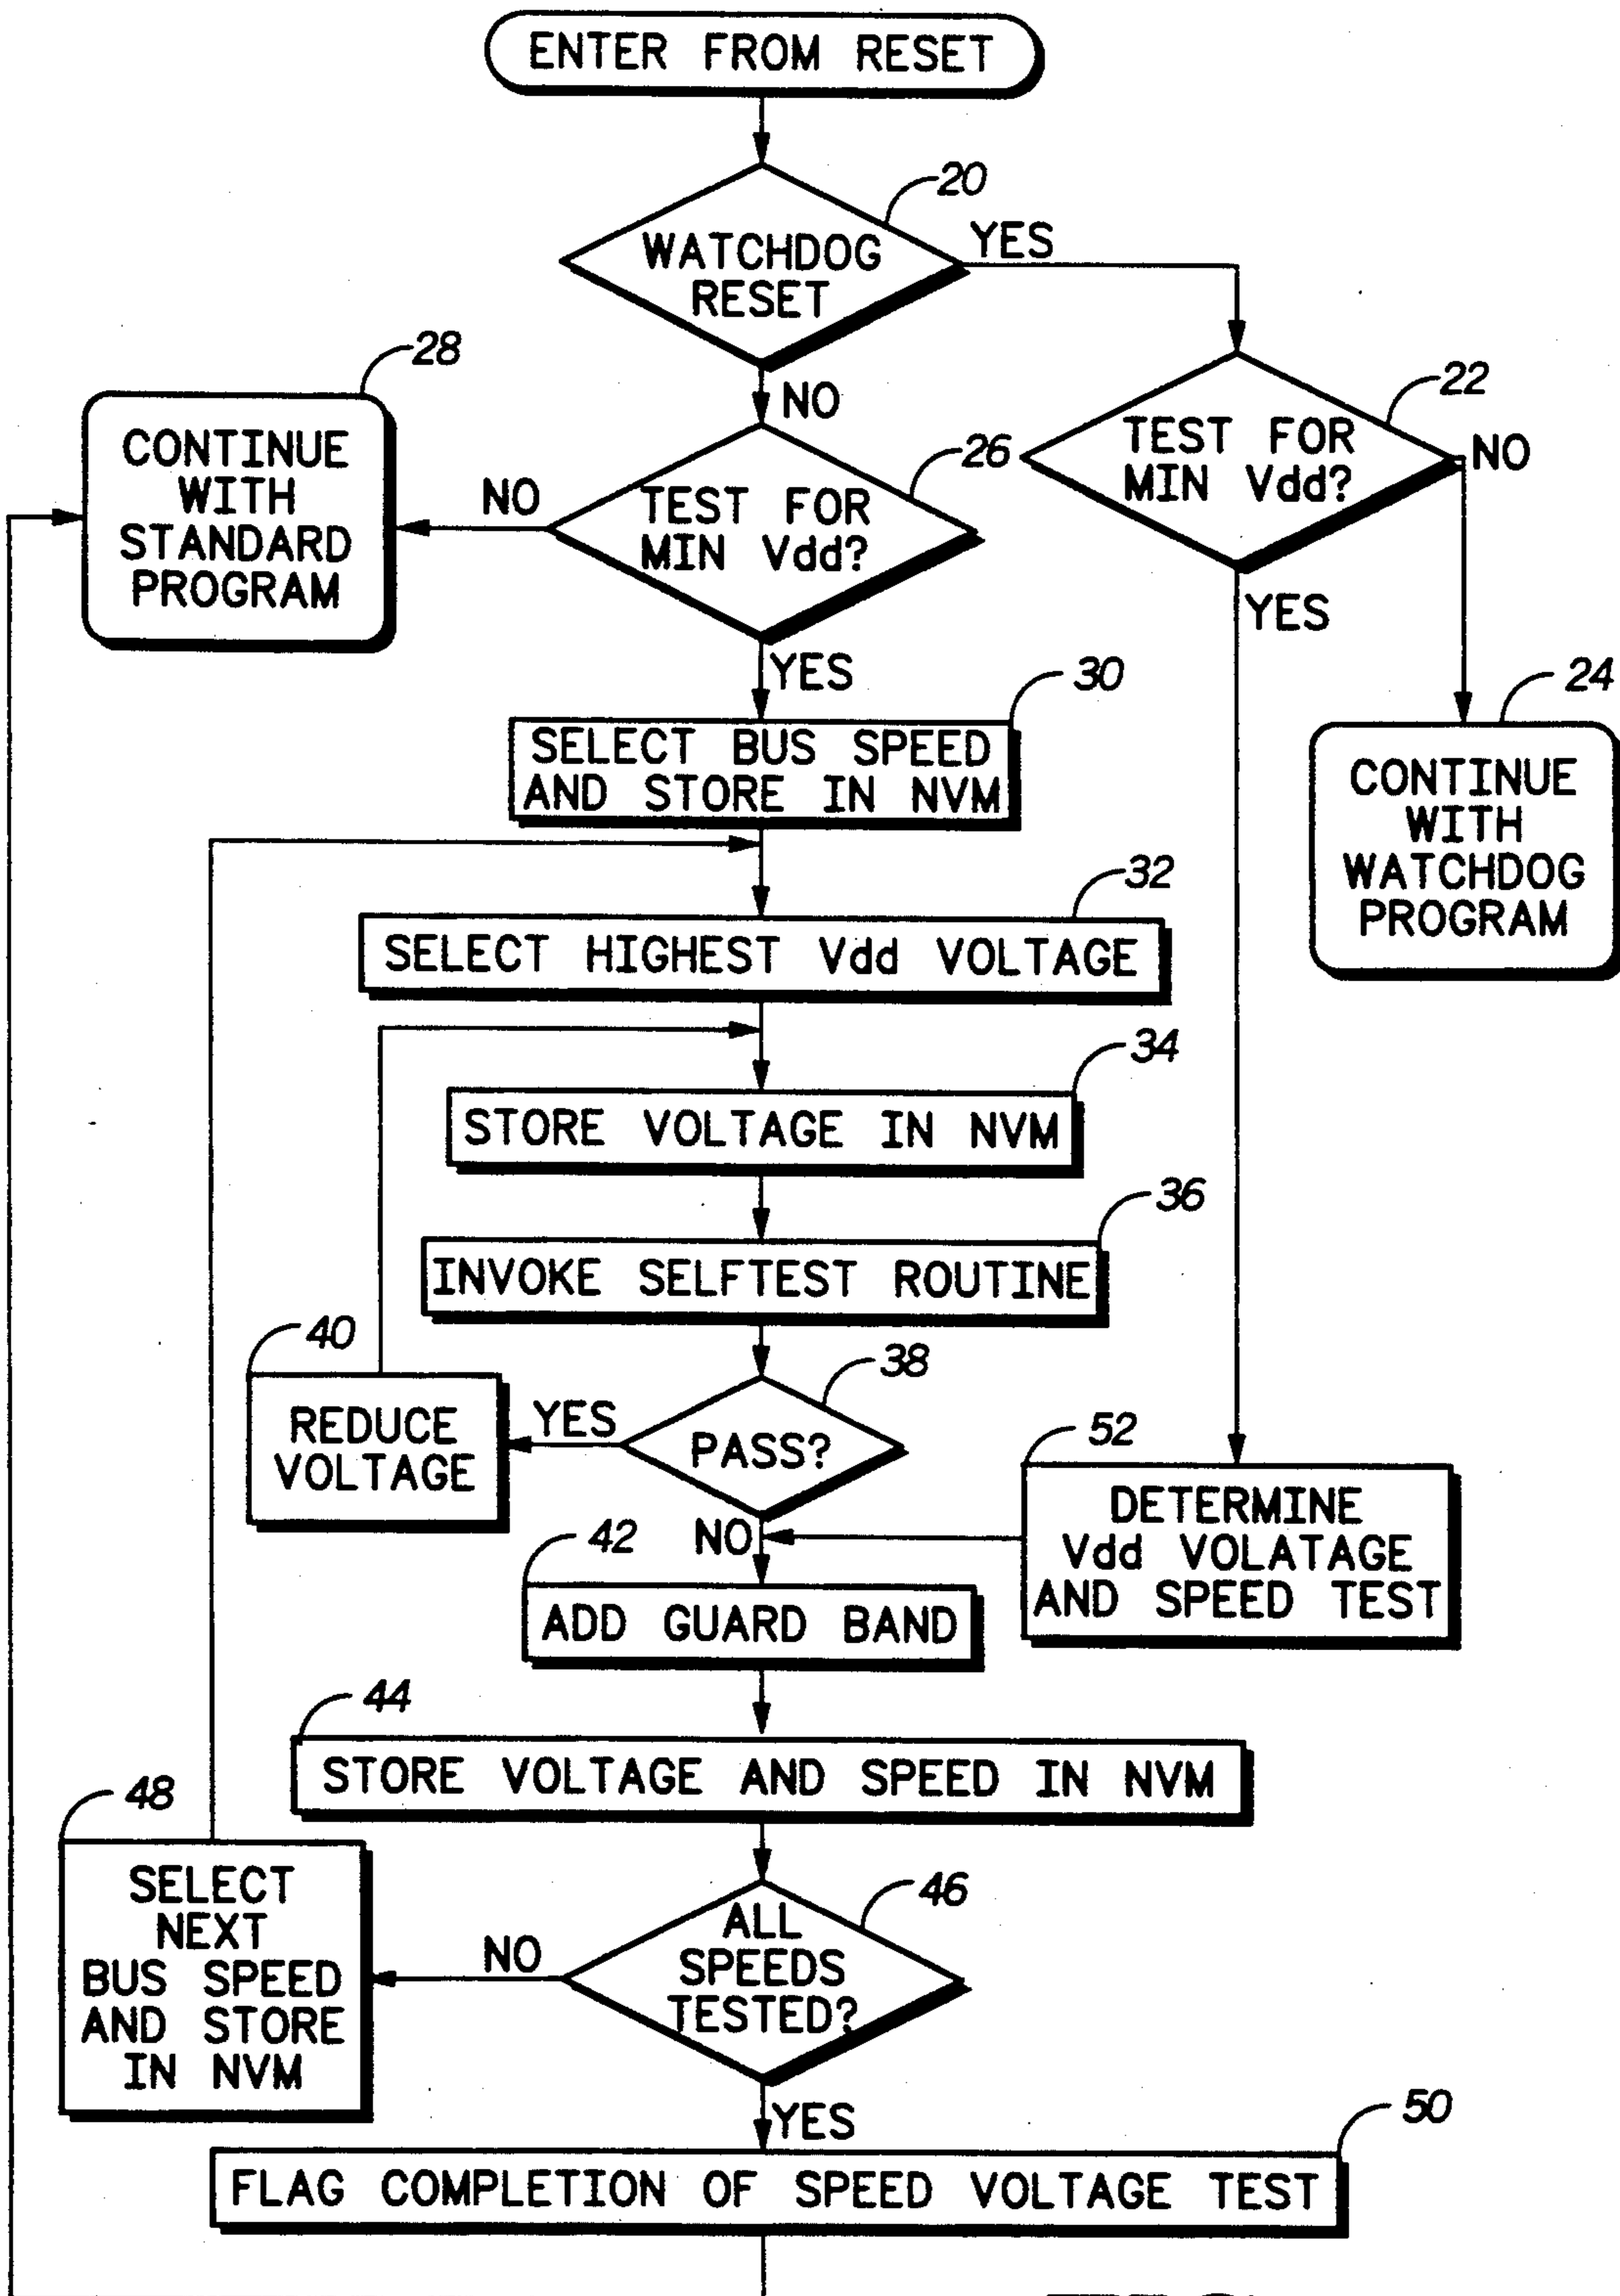 ENTER FROM RESET
20
WATCHDOG
RESET
YES
NO
28
CONTINUE
WITH
STANDARD
PROGRAM
NO
26
TEST FOR
MIN Vdd?
YES
22
TEST FOR
MIN Vdd?
NO
YES
24
CONTINUE
WITH
WATCHDOG
PROGRAM
30
SELECT BUS SPEED
AND STORE IN NVM
32
SELECT HIGHEST Vdd VOLTAGE
34
STORE VOLTAGE IN NVM
36
INVOKE SELFTEST ROUTINE
40
REDUCE
VOLTAGE
YES
38
PASS?
NO
52
DETERMINE
Vdd VOLATAGE
AND SPEED TEST
42
ADD GUARD BAND
44
STORE VOLTAGE AND SPEED IN NVM
48
SELECT
NEXT
BUS SPEED
AND STORE
IN NVM
NO
46
ALL
SPEEDS
TESTED?
YES
50
FLAG COMPLETION OF SPEED VOLTAGE TEST